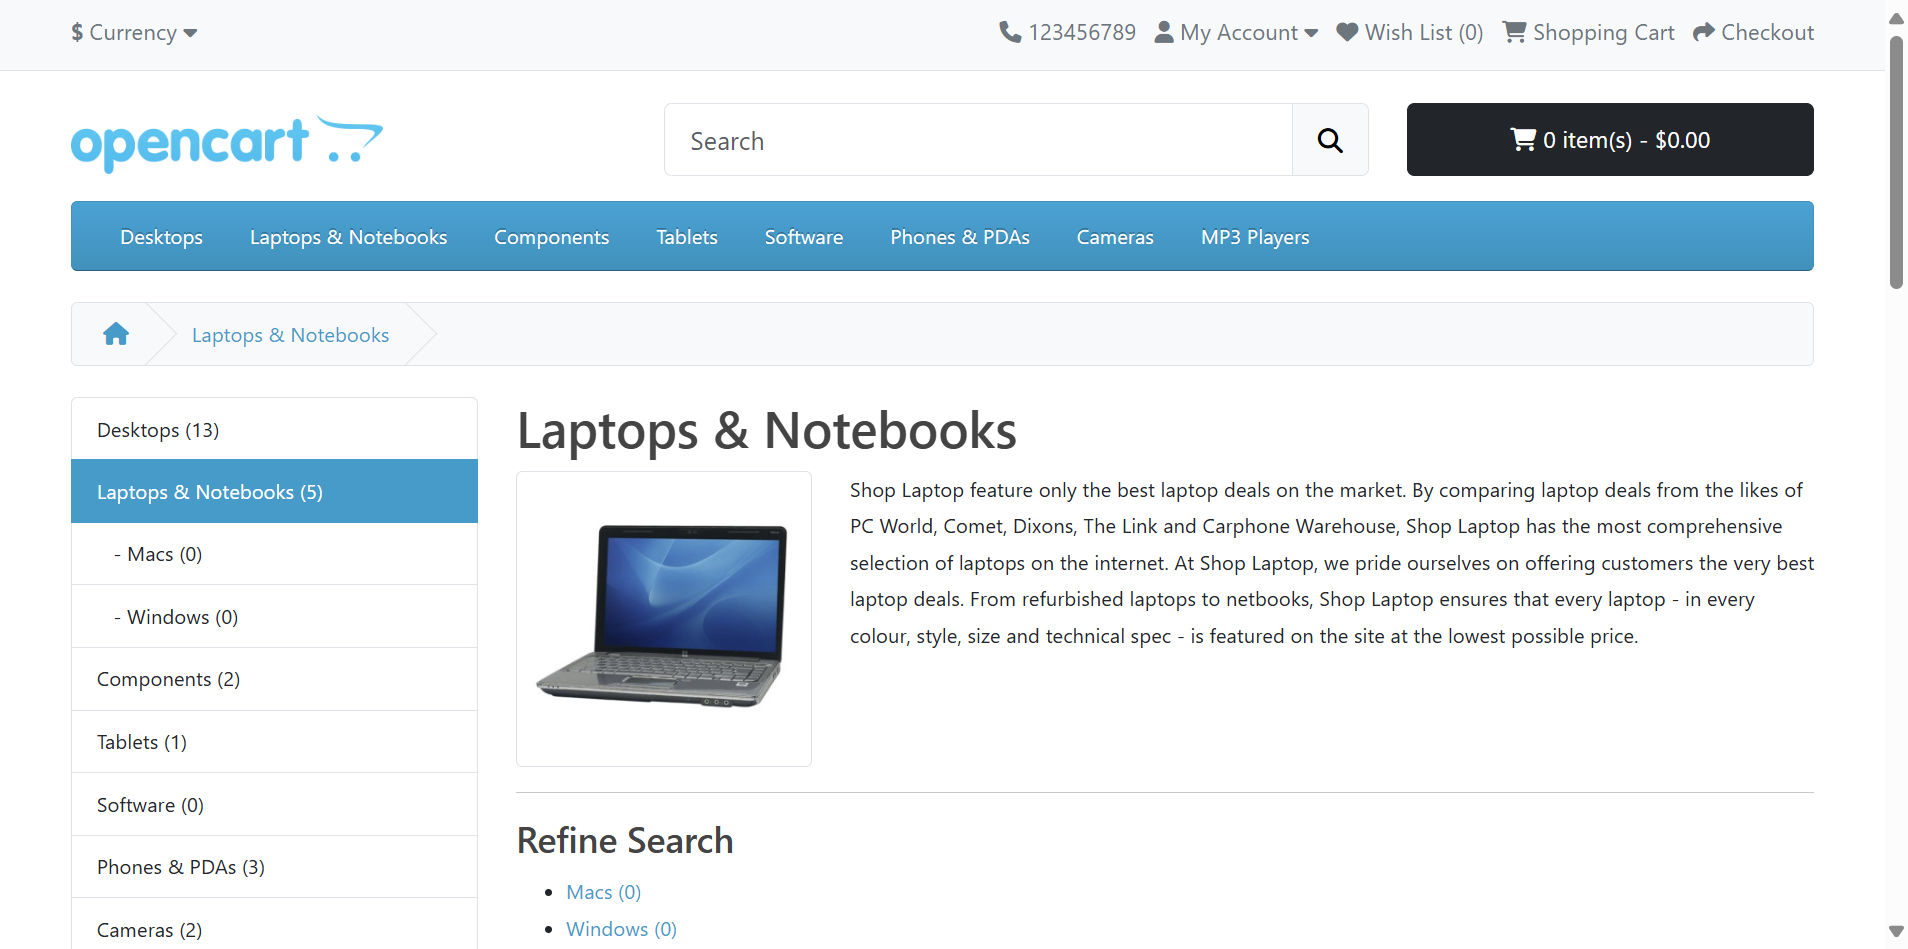 $ Currency
123456789 My Account Wish List (0) Shopping Cart Checkout
opencart
Search
0 item(s) - $0.00
Desktops Laptops & Notebooks Components Tablets Software Phones & PDAs Cameras MP3 Players
Laptops & Notebooks
Desktops (13)
Laptops & Notebooks (5)
- Macs (0)
- Windows (0)
Components (2)
Tablets (1)
Software (0)
Phones & PDAs (3)
Cameras (2)
Laptops & Notebooks
Shop Laptop feature only the best laptop deals on the market. By comparing laptop deals from the likes of
PC World, Comet, Dixons, The Link and Carphone Warehouse, Shop Laptop has the most comprehensive
selection of laptops on the internet. At Shop Laptop, we pride ourselves on offering customers the very best
laptop deals. From refurbished laptops to netbooks, Shop Laptop ensures that every laptop - in every
colour, style, size and technical spec - is featured on the site at the lowest possible price.
Refine Search
Macs (0)
Windows (0)